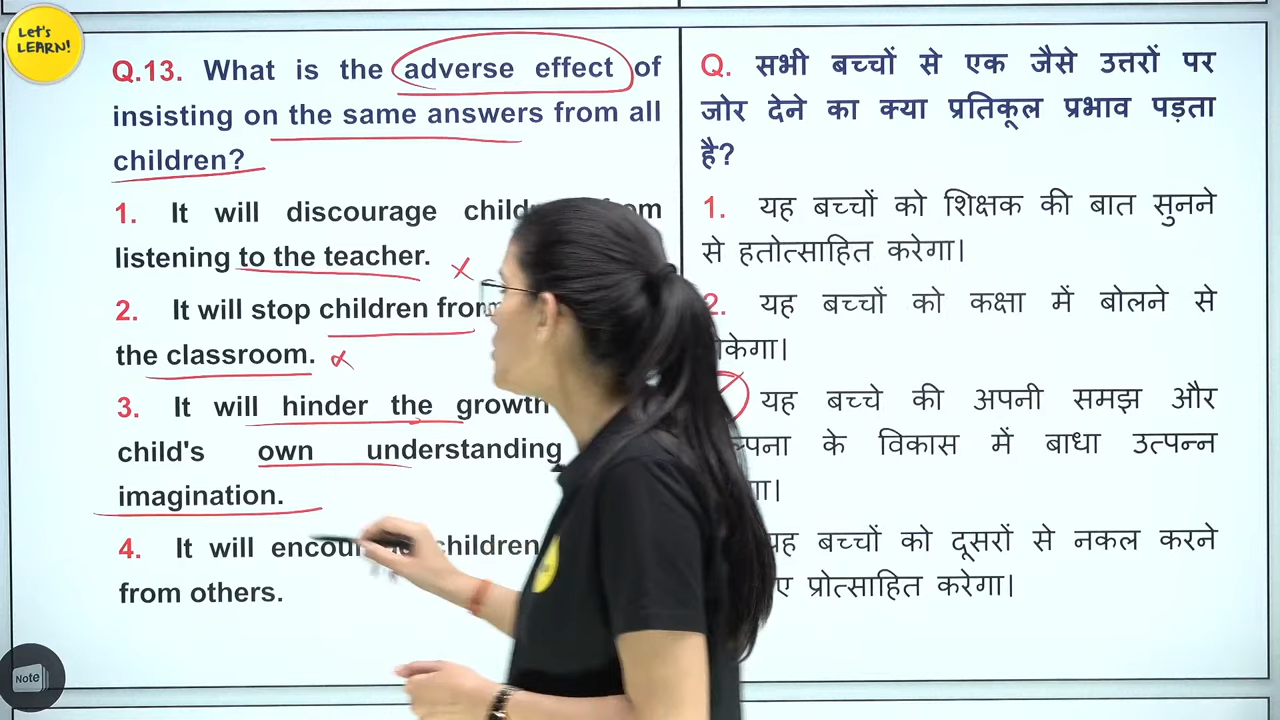 Let's
LEARN!
Q.13. What is the adverse effect of
insisting on the same answers from all
children?
1. It will discourage
listening to the teacher.
2. It will stop children from
the classroom.
3. It will hinder the growth
child's own understanding
imagination.
4. It will children
from others.
Q. सभी बच्चों से एक जैसे उत्तरों पर
जोर देने का क्या प्रतिकूल प्रभाव पड़ता
है?
1. यह बच्चों को शिक्षक की बात सुनने
से हतोत्साहित करेगा।
2. यह बच्चों को कक्षा में बोलने से
यह बच्चे की अपनी समझ और
के विकास में बाधा उत्पन्न
बच्चों को दूसरों से नकल करने
प्रोत्साहित करेगा।
Note